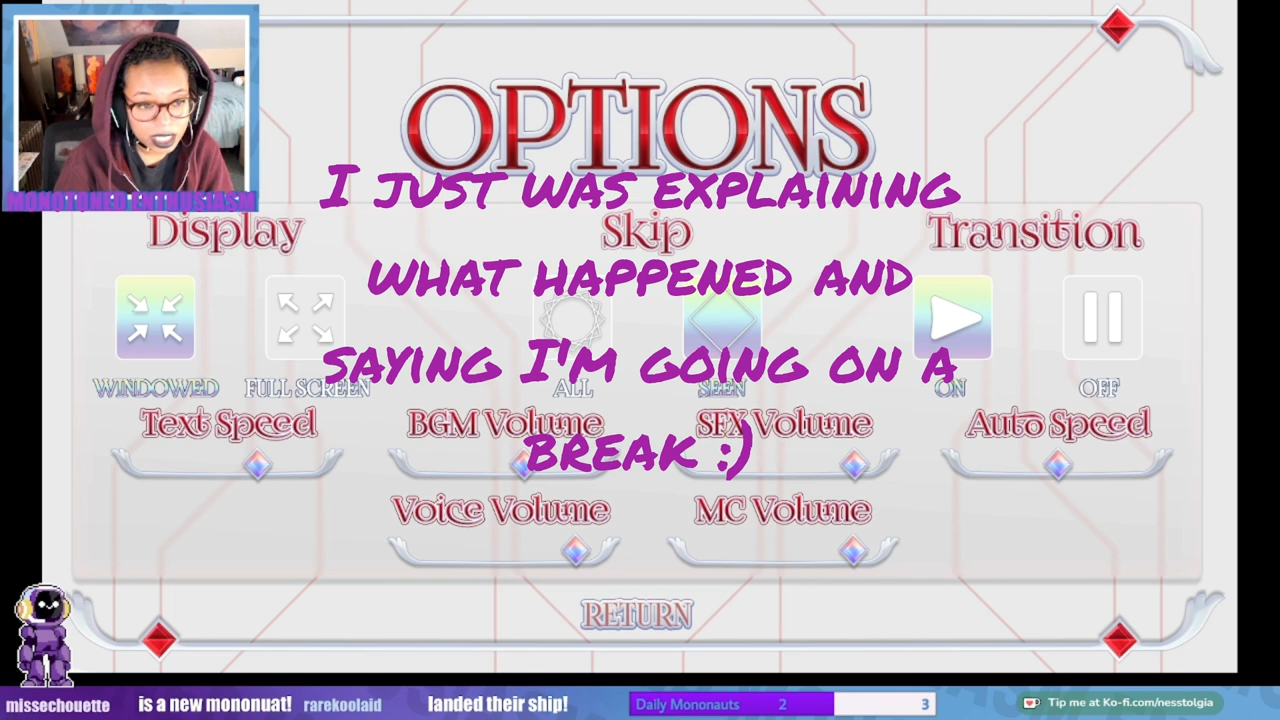 OPTIONS
I JUST WAS EXPLAINING
WHAT HAPPENED AND
SAYING I'M GOING ON A
BREAK :)
MONOTONED ENTHUSIASM
Display
Skip
Transition
WINDOWED
FULL SCREEN
ALL
SEEN
ON
OFF
Text Speed
BGM Volume
SFX Volume
Auto Speed
Voice Volume
MC Volume
RETURN
missechouette is a new mononuat! rarekoolaid landed their ship!
Daily Mononauts 2 3
Tip me at Ko-fi.com/nesstolgia